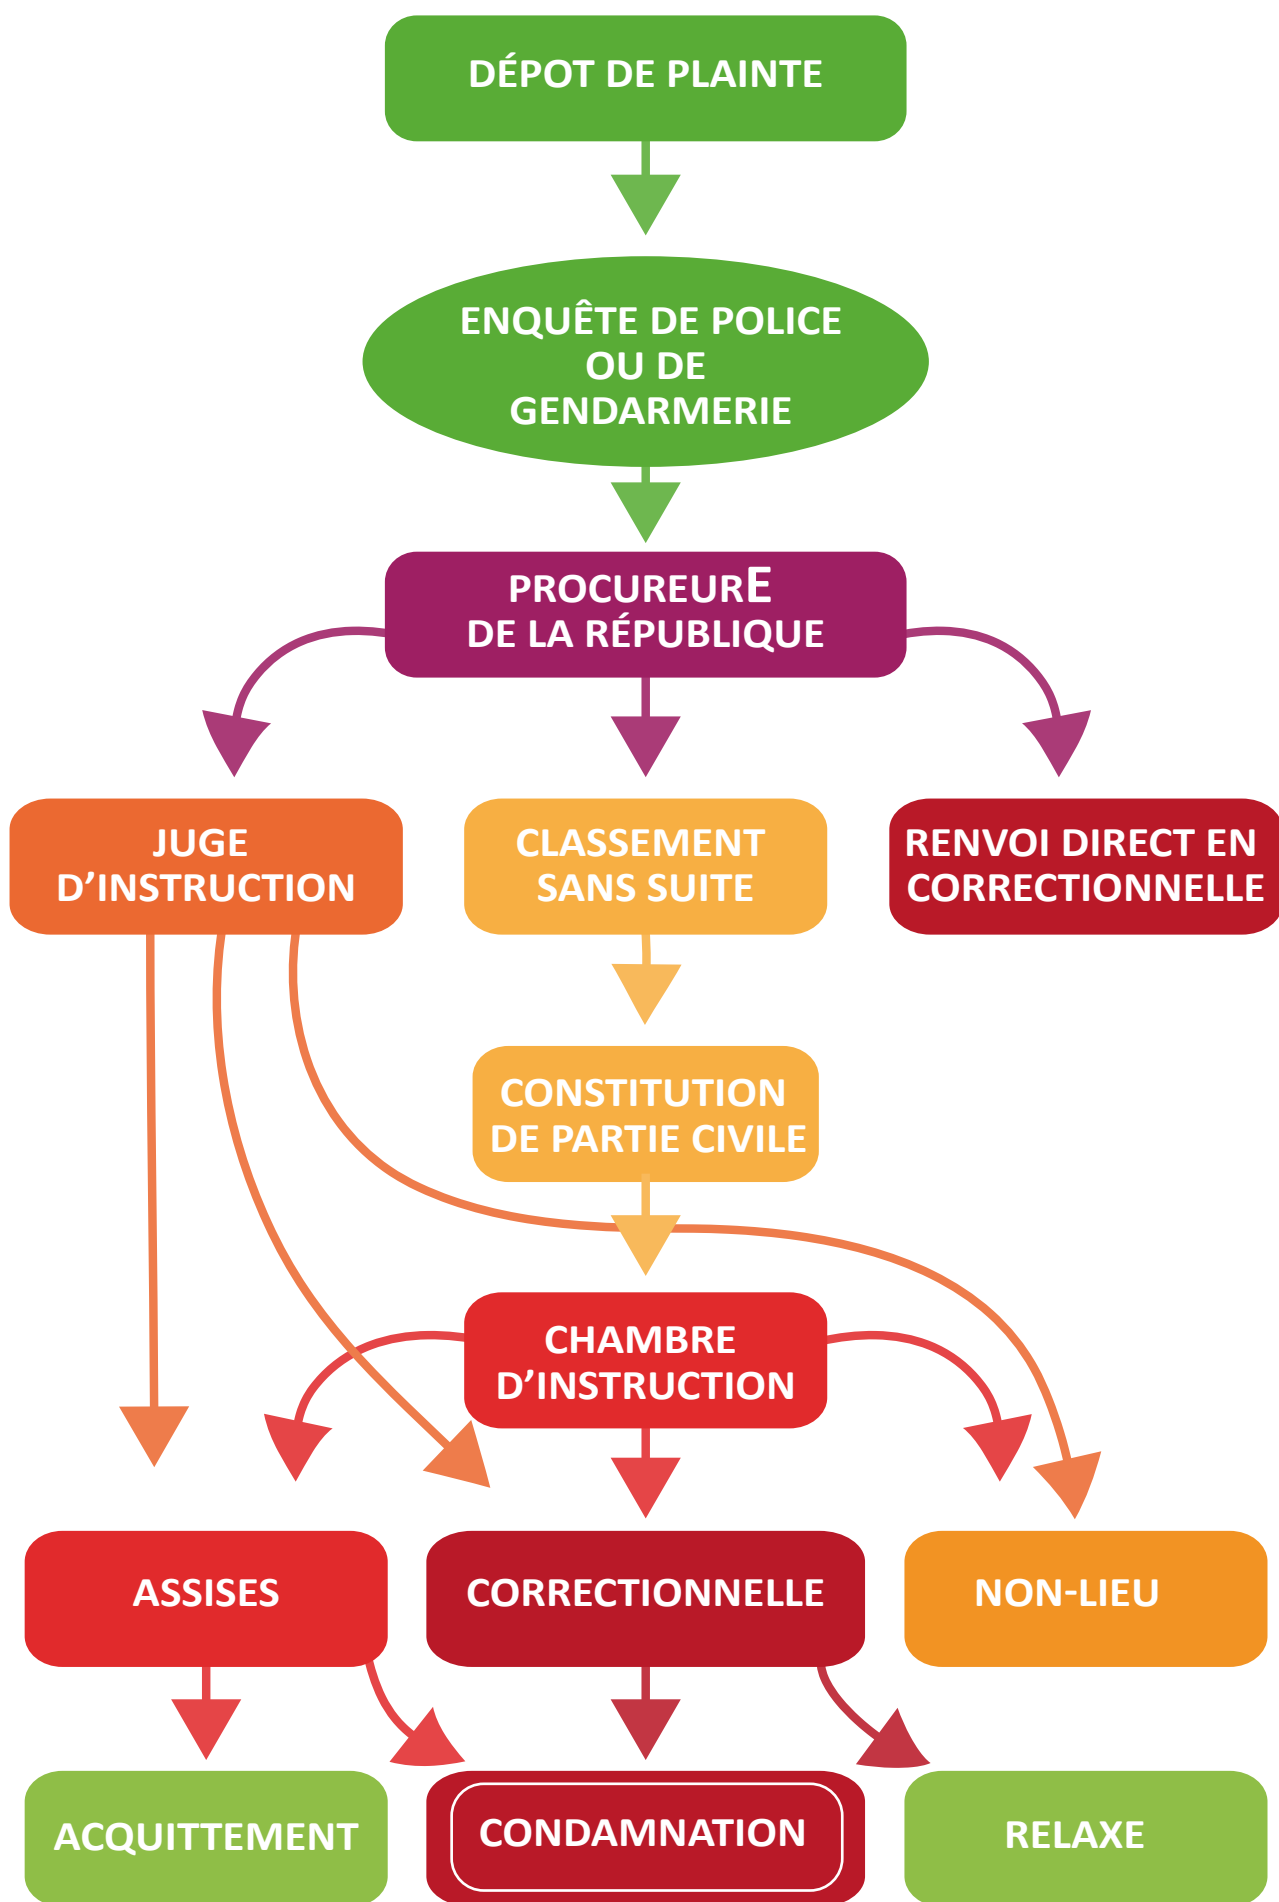 DÉPOT DE PLAINTE
ENQUÊTE DE POLICE
OU DE
GENDARMERIE
PROCUREURE
DE LA RÉPUBLIQUE
JUGE
D'INSTRUCTION
CLASSEMENT
SANS SUITE
RENVOI DIRECT EN
CORRECTIONNELLE
CONSTITUTION
DE PARTIE CIVILE
CHAMBRE
D'INSTRUCTION
ASSISES
CORRECTIONNELLE
NON-LIEU
ACQUITTEMENT
CONDAMNATION
RELAXE